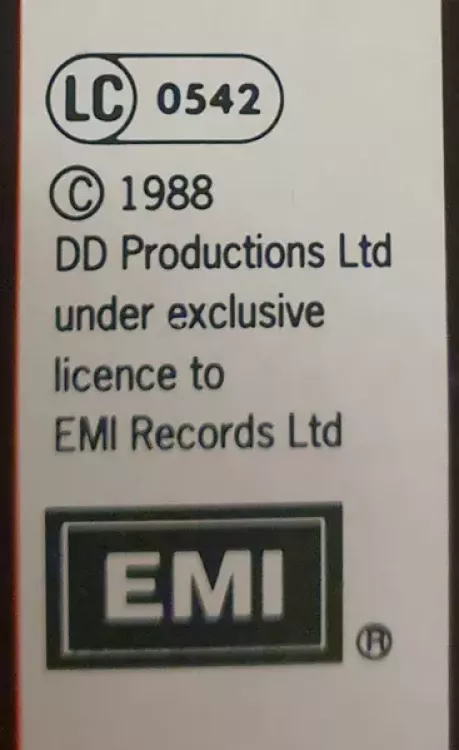 LC 0542
© 1988
DD Productions Ltd
under exclusive
licence to
EMI Records Ltd
EMI ®